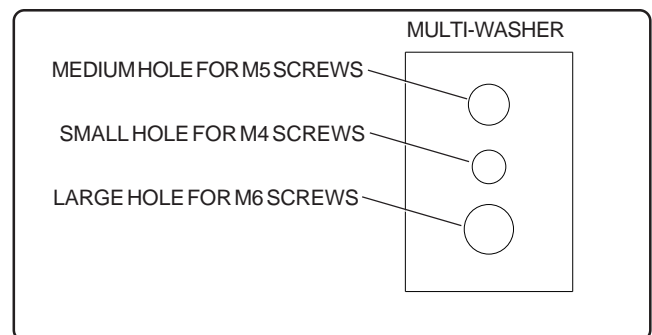 MULTI-WASHER
MEDIUM HOLE FOR M5 SCREWS
SMALL HOLE FOR M4 SCREWS
LARGE HOLE FOR M6 SCREWS